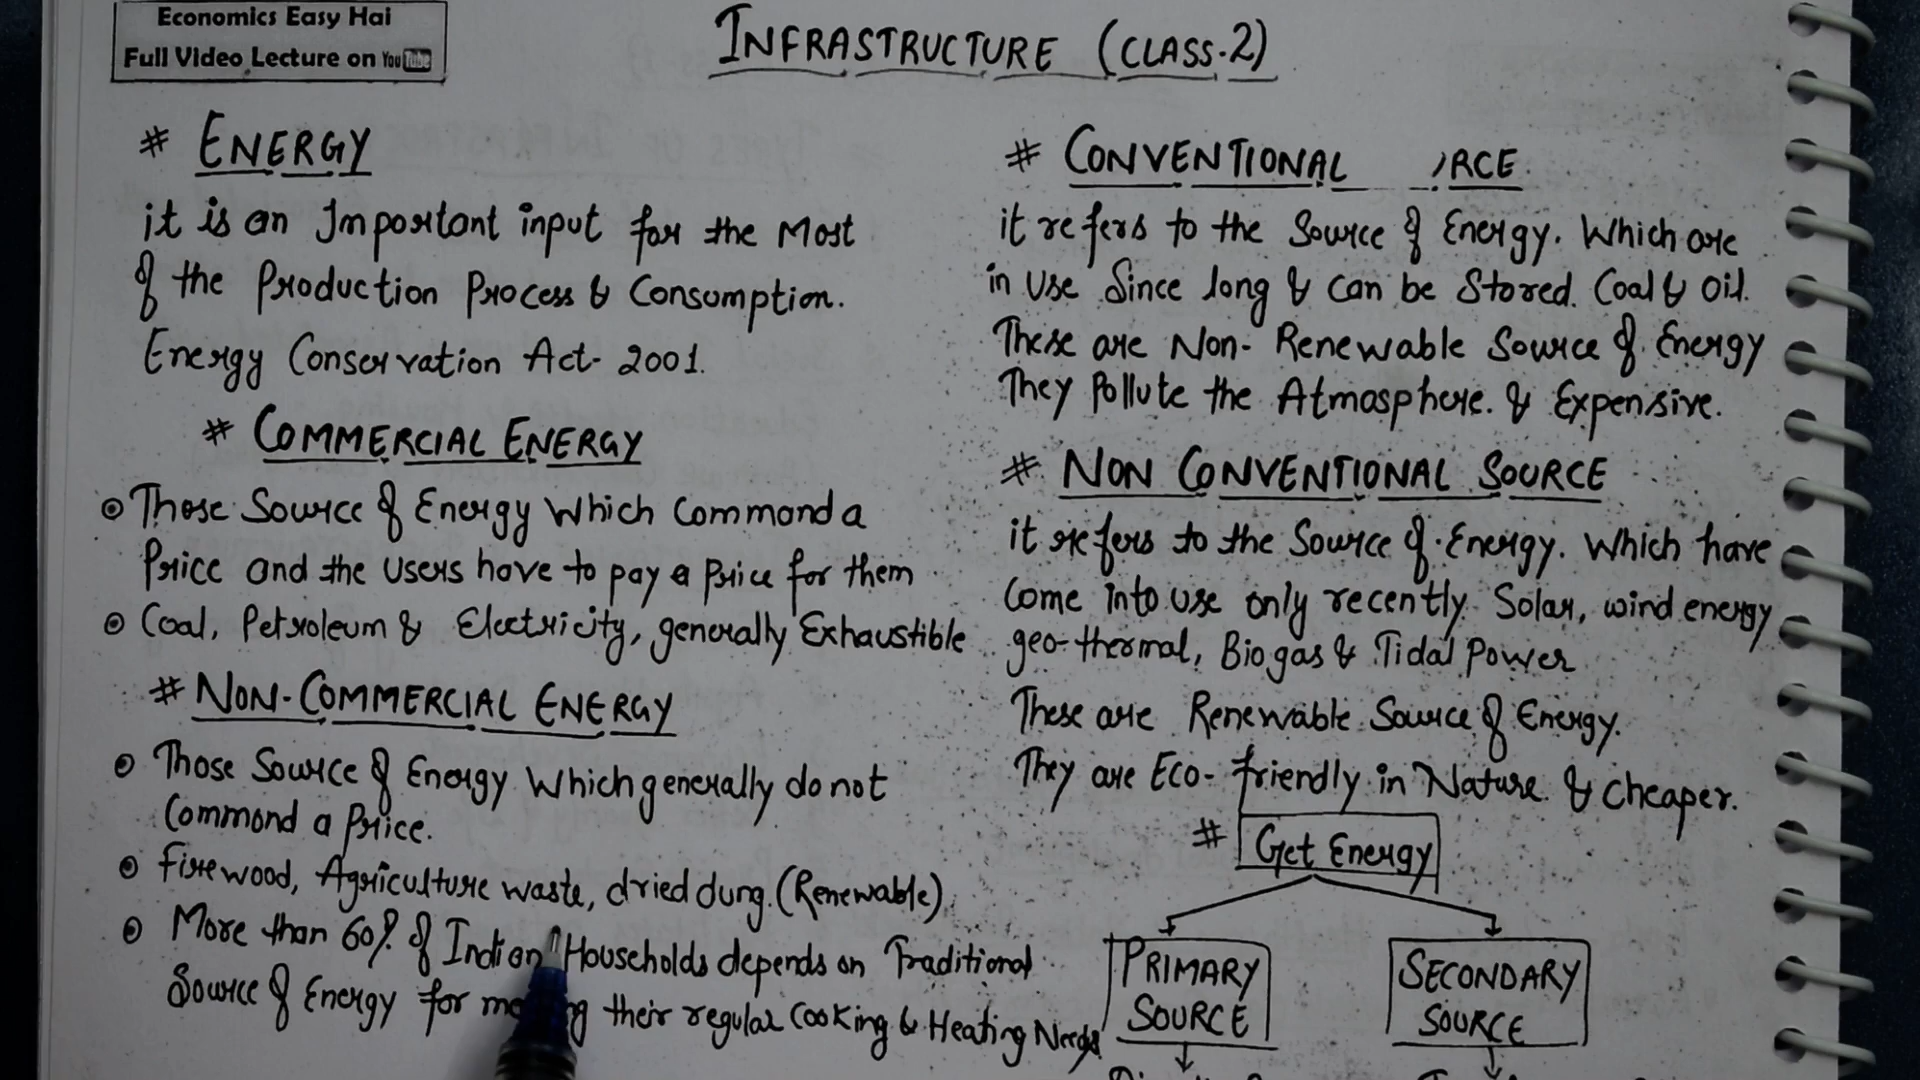 Economics Easy Hai
Full Video Lecture on YouTube
INFRASTRUCTURE (CLASS-2)
# ENERGY
it is an Important input for the Most
of the Production Process & Consumption.
Energy Conservation Act- 2001.
# COMMERCIAL ENERGY
Those Source of Energy Which Command a
Price and the users have to pay a Price for them
Coal, Petroleum & Electricity, generally Exhaustible
# NON-COMMERCIAL ENERGY
Those Source of Energy Which generally do not
Command a Price.
Firewood, Agriculture waste, dried dung. (Renewable)
More than 60% of Indian Households depends on Traditional
Source of Energy for their regular Cooking & Heating Needs
# CONVENTIONAL RCE
it refers to the Source of Energy. Which are
in Use Since long & Can be Stored. Coal & Oil.
These are Non- Renewable Source of Energy
They Pollute the Atmosphere. & Expensive.
# NON CONVENTIONAL SOURCE
it refers to the Source of Energy. Which have
Come into use only recently. Solar, wind energy
geo-thermal, Bio gas & Tidal Power
These are Renewable Source of Energy.
They are Eco- friendly in Nature. & Cheaper.
# Get Energy
PRIMARY
SOURCE
SECONDARY
SOURCE